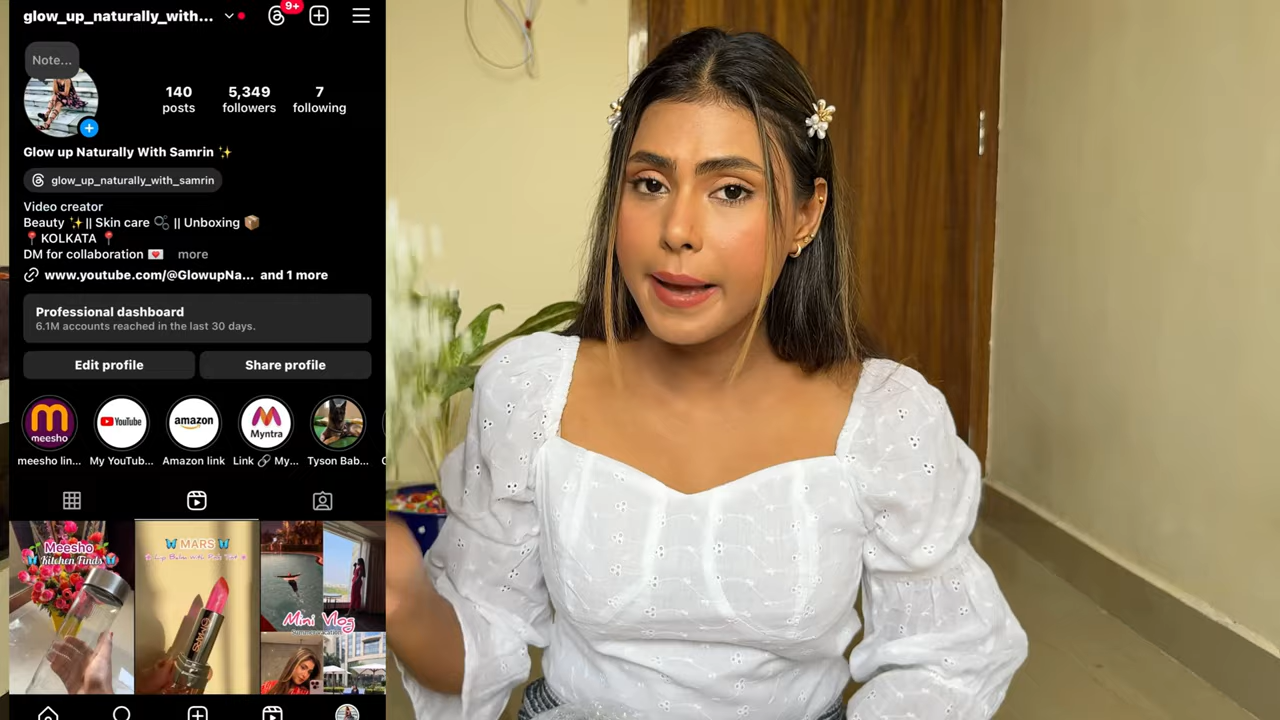 glow_up_naturally_with...
9+
Note...
140
posts
5,349
followers
7
following
Glow up Naturally With Samrin ✨
glow_up_naturally_with_samrin
Video creator
Beauty ✨|| Skin care 🫧 || Unboxing 📦
📍KOLKATA 📍
DM for collaboration 💌 more
www.youtube.com/@GlowupNa... and 1 more
Professional dashboard
6.1M accounts reached in the last 30 days.
Edit profile
Share profile
meesho
YouTube
amazon
Myntra
meesho lin...
My YouTub...
Amazon link
Link 🔗 My...
Tyson Bab...
Meesho
Kitchen Finds
MARS
Mini Vlog